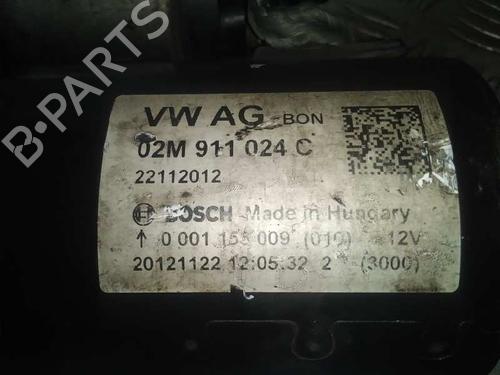 VW AG -BON
02M 911 024 C
22112012
BOSCH Made in Hungary
↑ 0 001 153 009 (010) 12V
20121122 12:05:32 2 (3000)
B-PARTS